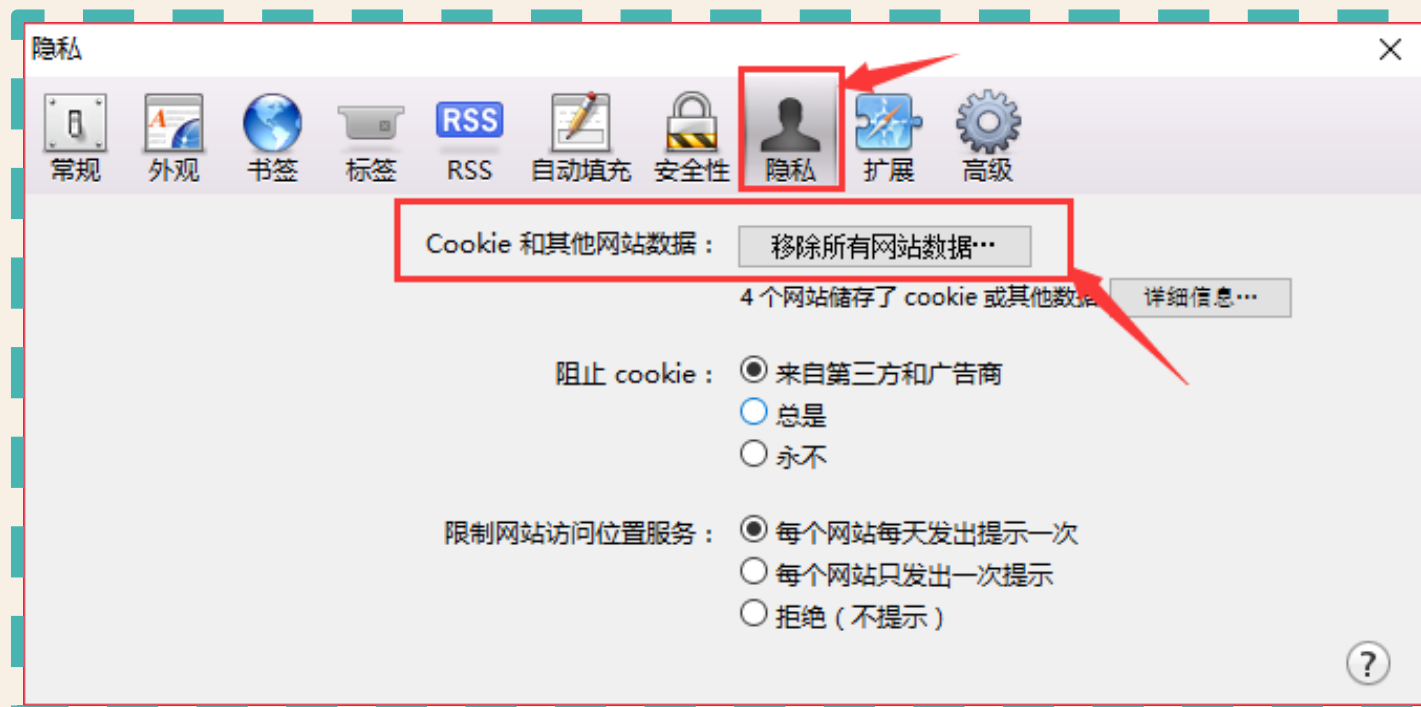 隐私
常规 外观 书签 标签 RSS 自动填充 安全性 隐私 扩展 高级
RSS
Cookie 和其他网站数据： 移除所有网站数据…
4 个网站储存了 cookie 或其他数据 详细信息…
阻止 cookie： 来自第三方和广告商
总是
永不
限制网站访问位置服务： 每个网站每天发出提示一次
每个网站只发出一次提示
拒绝（不提示）
?